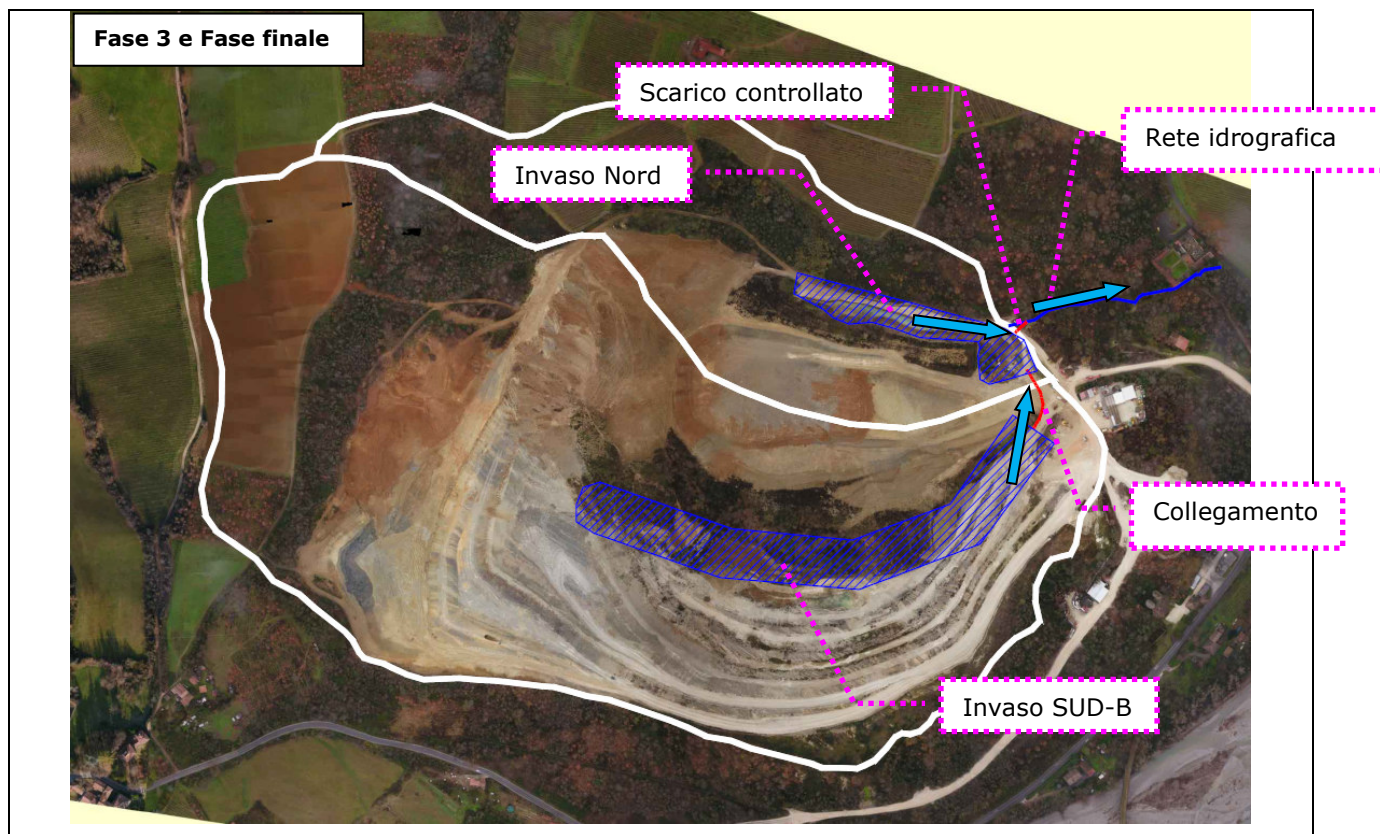 Fase 3 e Fase finale
Scarico controllato
Rete idrografica
Invaso Nord
Collegamento
Invaso SUD-B